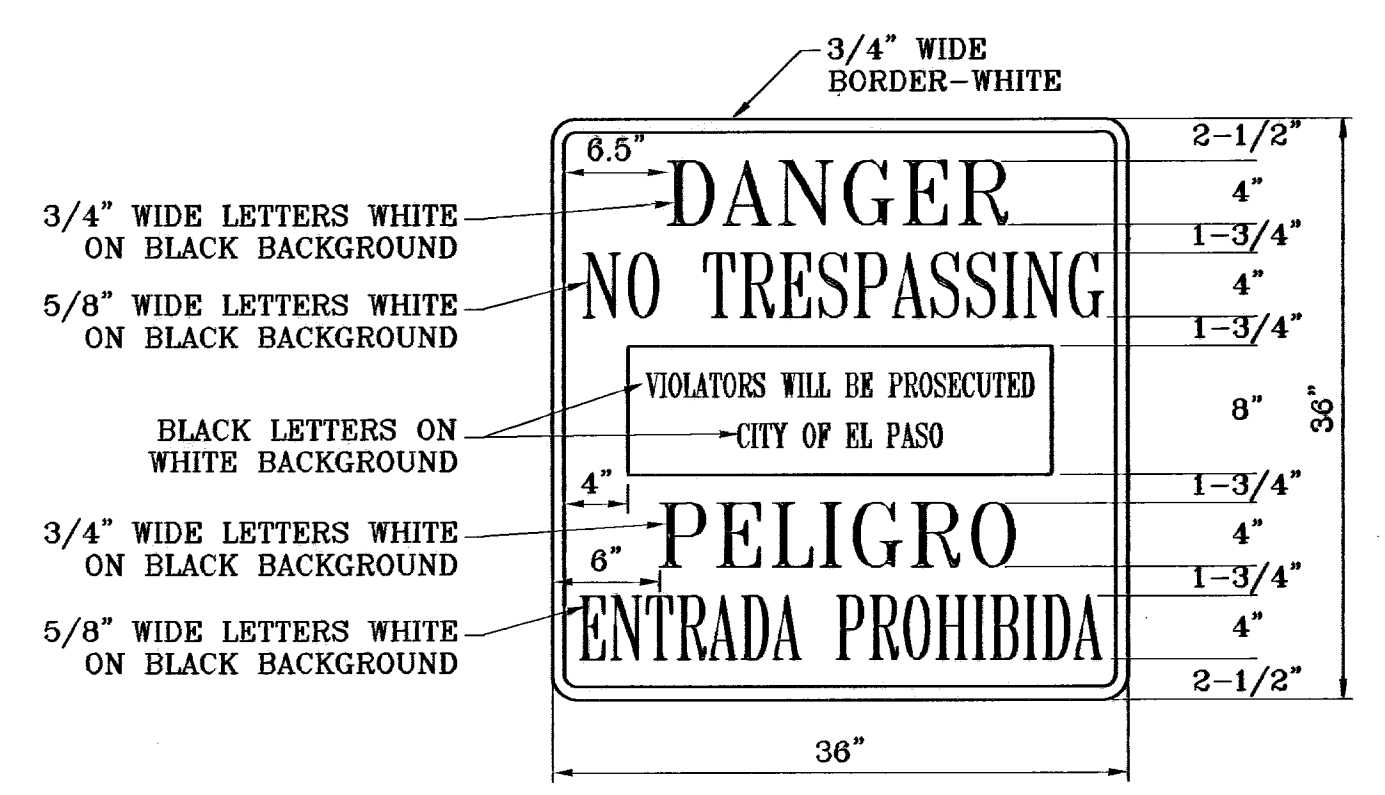 3/4" WIDE
BORDER-WHITE
2-1/2"
6.5"
DANGER
4"
3/4" WIDE LETTERS WHITE
ON BLACK BACKGROUND
1-3/4"
NO TRESPASSING
4"
5/8" WIDE LETTERS WHITE
ON BLACK BACKGROUND
1-3/4"
VIOLATORS WILL BE PROSECUTED
8"
36"
BLACK LETTERS ON
WHITE BACKGROUND
CITY OF EL PASO
4"
1-3/4"
PELIGRO
4"
3/4" WIDE LETTERS WHITE
ON BLACK BACKGROUND
6"
1-3/4"
ENTRADA PROHIBIDA
4"
5/8" WIDE LETTERS WHITE
ON BLACK BACKGROUND
2-1/2"
36"